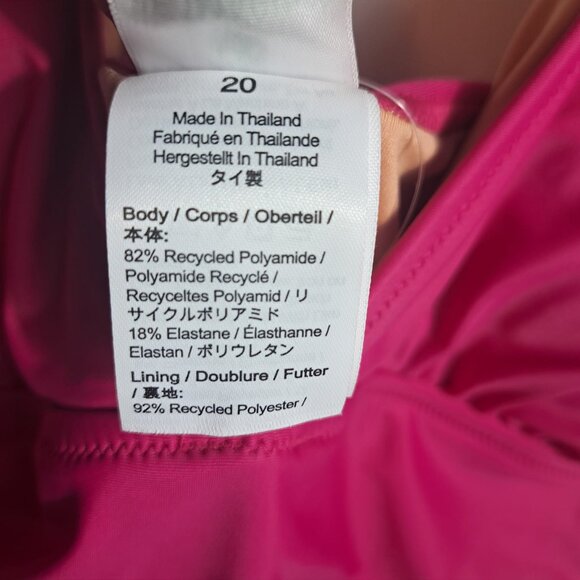 20
Made In Thailand
Fabriqué en Thaïlande
Hergestellt In Thailand
タイ製
Body / Corps / Oberteil /
本体:
82% Recycled Polyamide /
Polyamide Recyclé /
Recyceltes Polyamid / リ
サイクルポリアミド
18% Elastane / Élasthanne /
Elastan / ポリウレタン
Lining / Doublure / Futter
/ 裏地:
92% Recycled Polyester /